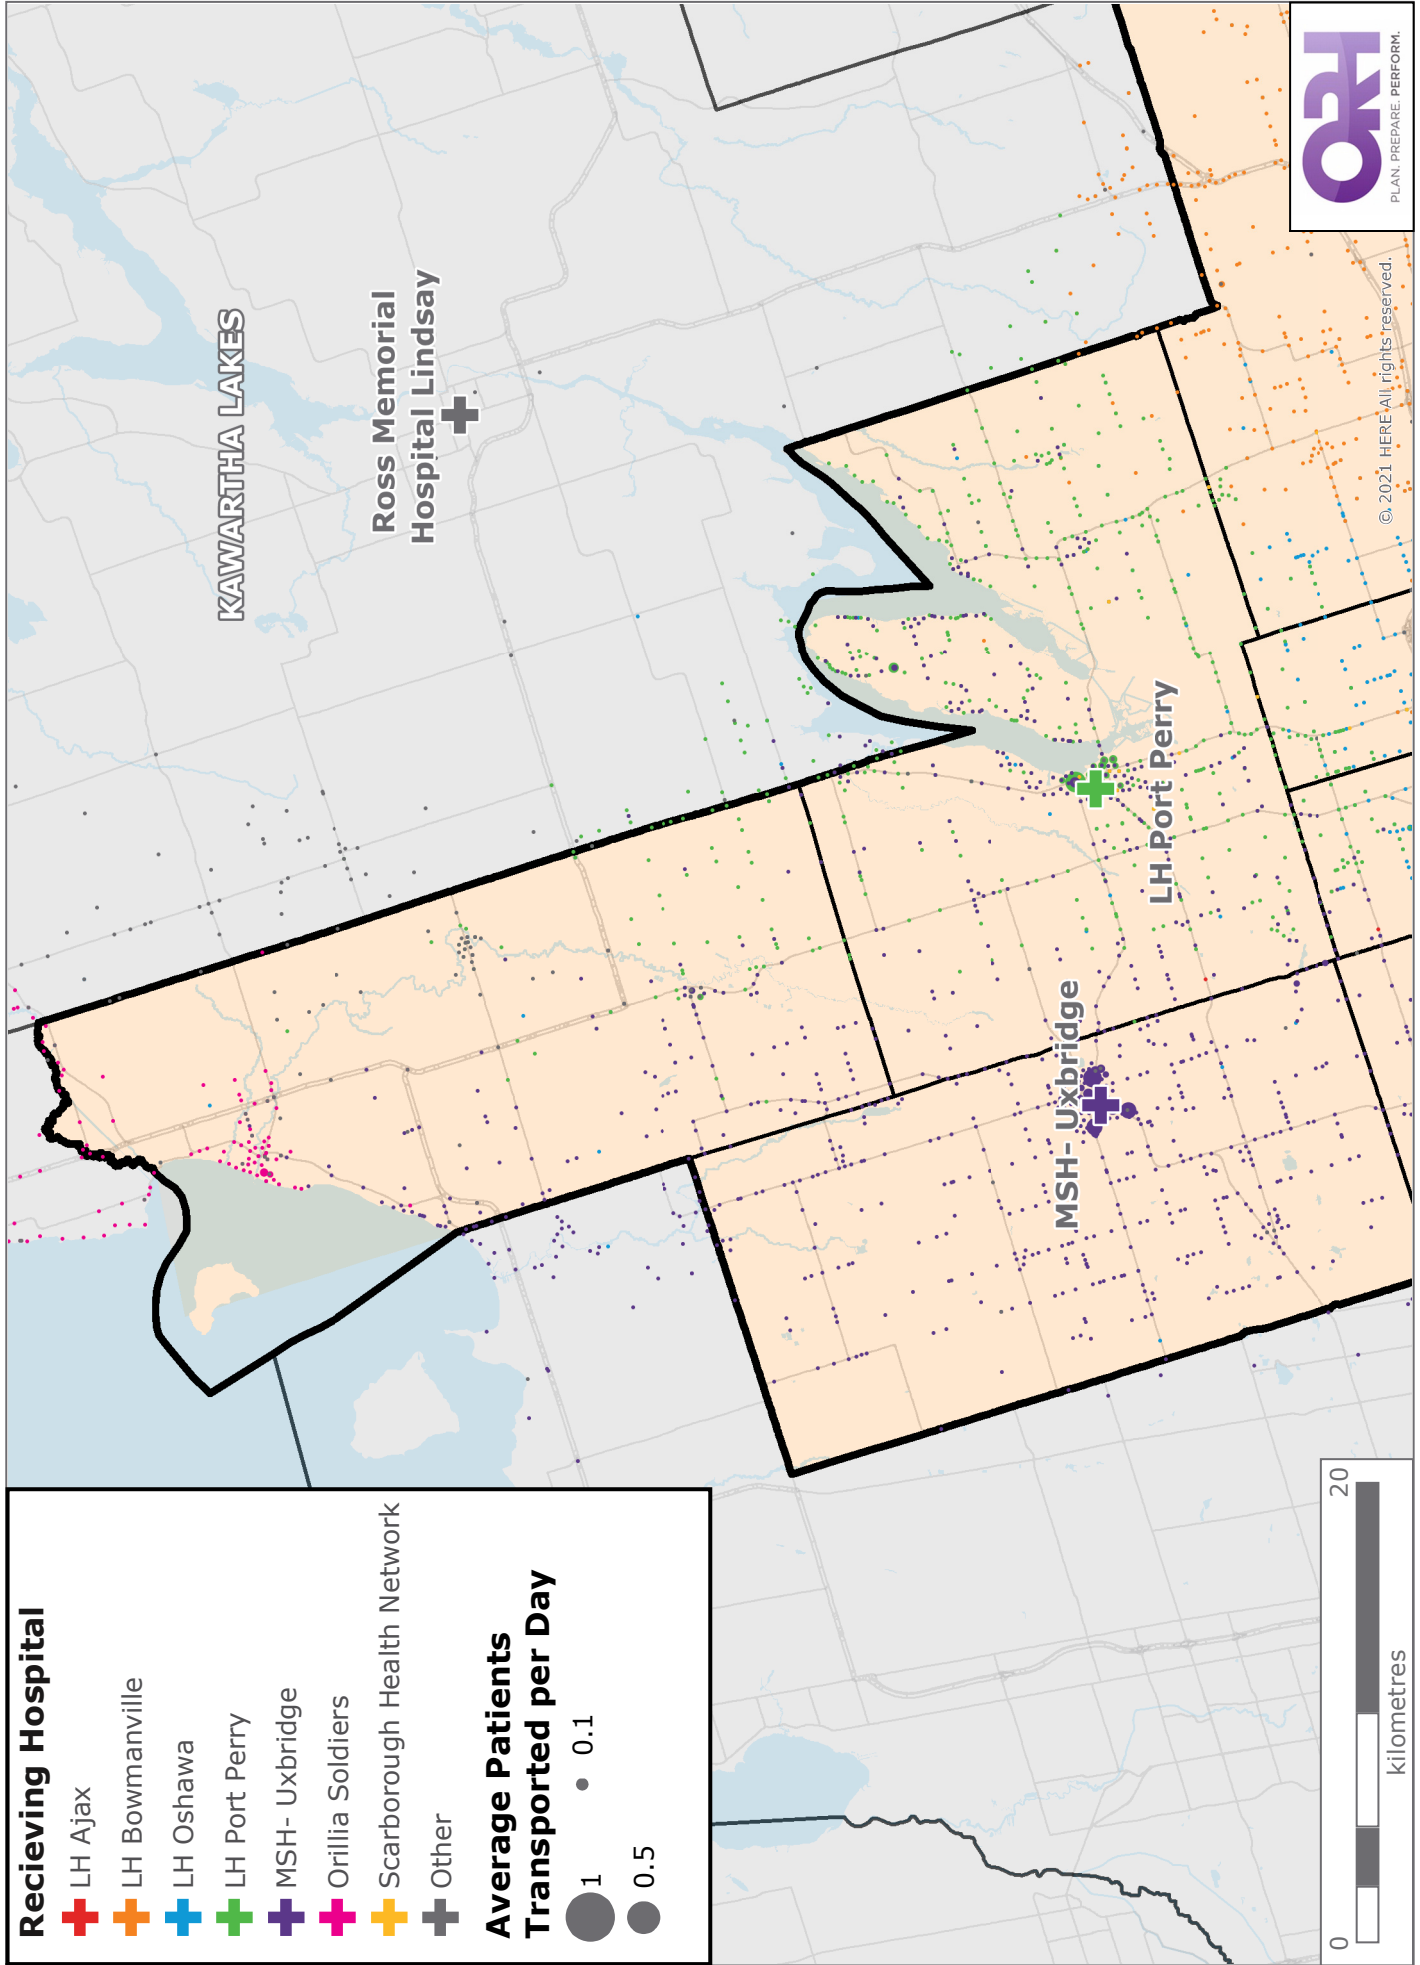 Recieving Hospital
LH Ajax
LH Bowmanville
LH Oshawa
LH Port Perry
MSH- Uxbridge
Orillia Soldiers
Scarborough Health Network
Other
Average Patients
Transported per Day
1
0.5
0.1
KAWARTHA LAKES
Ross Memorial
Hospital Lindsay
MSH- Uxbridge
LH Port Perry
0
20
kilometres
© 2021 HERE All rights reserved.
ORH
PLAN. PREPARE. PERFORM.